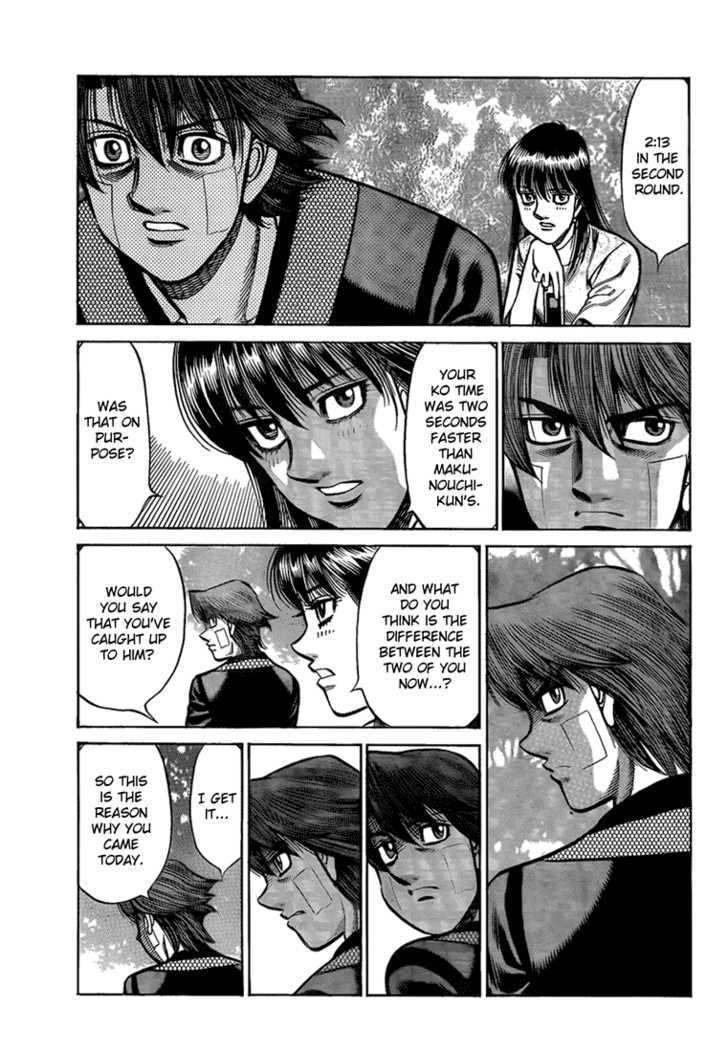 2:13
IN THE
SECOND
ROUND.
YOUR
KO TIME
WAS TWO
SECONDS
FASTER
THAN
MAKU-
NOUCHI-
KUN'S.
WAS
THAT ON
PUR-
POSE?
AND WHAT
DO YOU
THINK IS THE
DIFFERENCE
BETWEEN THE
TWO OF YOU
NOW...?
WOULD
YOU SAY
THAT YOU'VE
CAUGHT UP
TO HIM?
I GET
IT...
SO THIS
IS THE
REASON
WHY YOU
CAME
TODAY.